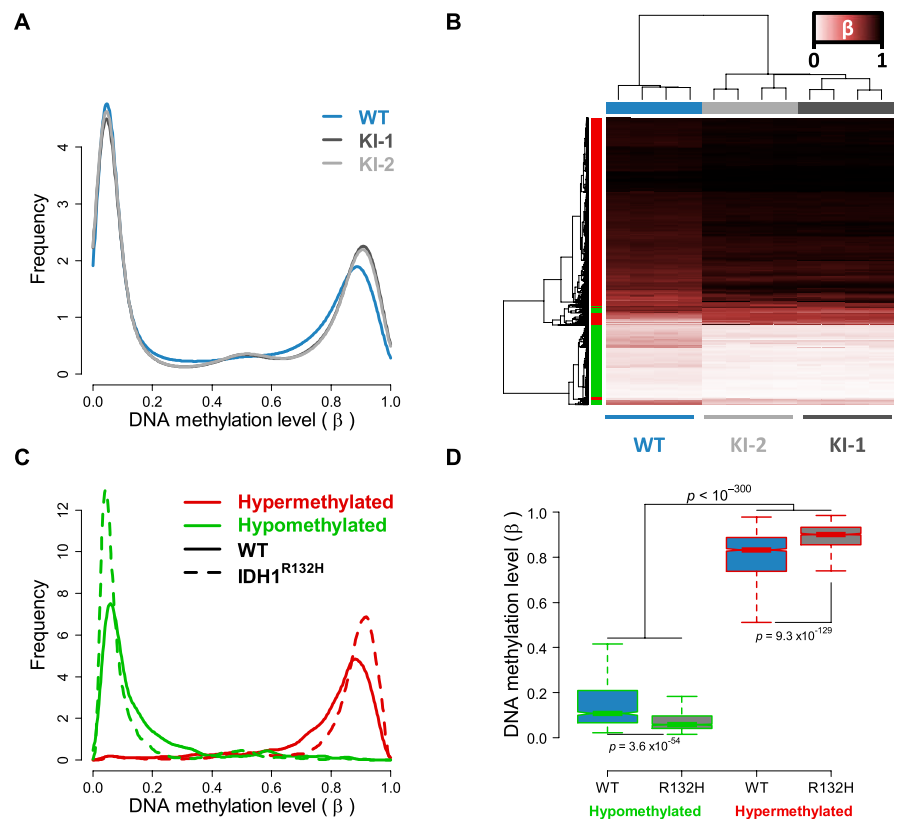 A
WT
KI-1
KI-2
Frequency
4
3
2
1
0
0.0 0.2 0.4 0.6 0.8 1.0
DNA methylation level ( β )
B
β
0 1
WT KI-2 KI-1
C
Hypermethylated
Hypomethylated
WT
IDH1R132H
Frequency
12
10
8
6
4
2
0
0.0 0.2 0.4 0.6 0.8 1.0
DNA methylation level ( β )
D
p < 10–300
DNA methylation level ( β )
1.0
0.8
0.6
0.4
0.2
0.0
p = 9.3 x10-129
p = 3.6 x10-54
WT R132H WT R132H
Hypomethylated Hypermethylated